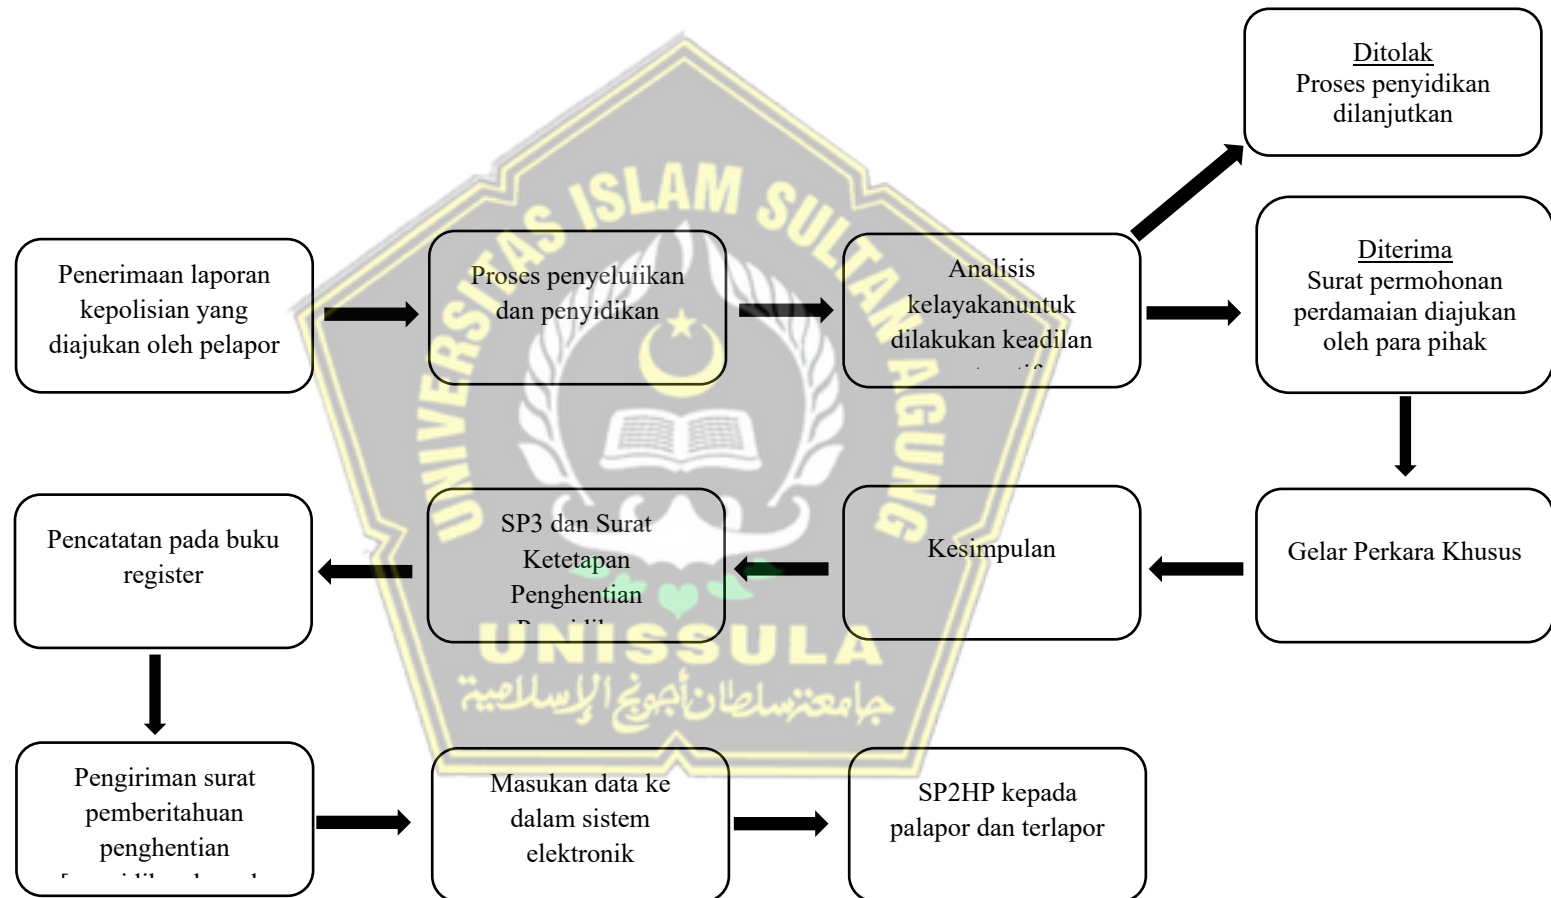 Ditolak
Proses penyidikan
dilanjutkan
Penerimaan laporan
kepolisian yang
diajukan oleh pelapor
Proses penyeluiikan
dan penyidikan
Analisis
kelayakanuntuk
dilakukan keadilan
Diterima
Surat permohonan
perdamaian diajukan
oleh para pihak
Gelar Perkara Khusus
Kesimpulan
SP3 dan Surat
Ketetapan
Penghentian
Pencatatan pada buku
register
Pengiriman surat
pemberitahuan
penghentian
Masukan data ke
dalam sistem
elektronik
SP2HP kepada
palapor dan terlapor
UNIVERSITAS ISLAM SULTAN AGUNG
UNISSULA
جامعة سلطان أجونج الإسلامية